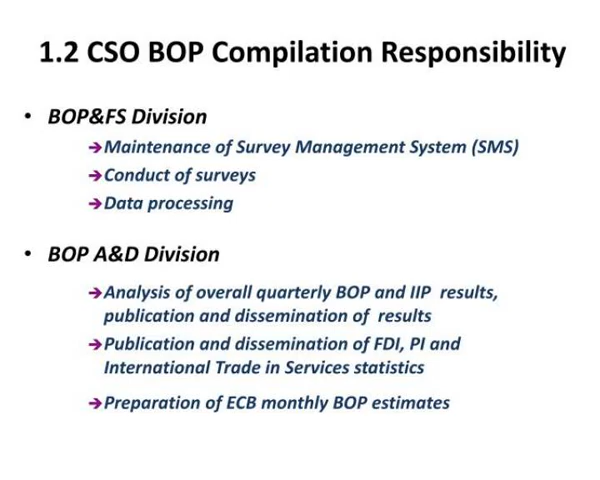 1.2 CSO BOP Compilation Responsibility
• BOP&FS Division
→Maintenance of Survey Management System (SMS)
→Conduct of surveys
→Data processing
• BOP A&D Division
→Analysis of overall quarterly BOP and IIP results,
publication and dissemination of results
→Publication and dissemination of FDI, PI and
International Trade in Services statistics
→Preparation of ECB monthly BOP estimates